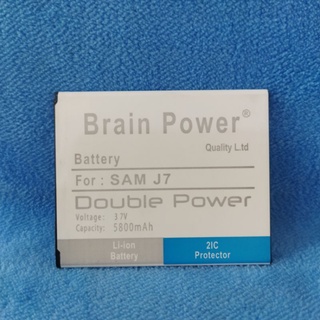 Brain Power®
Quality L.td
Battery
For : SAM J7
Double Power
Voltage: 3.7V
Capacity: 5800mAh
Li-Ion 2IC
Battery Protector